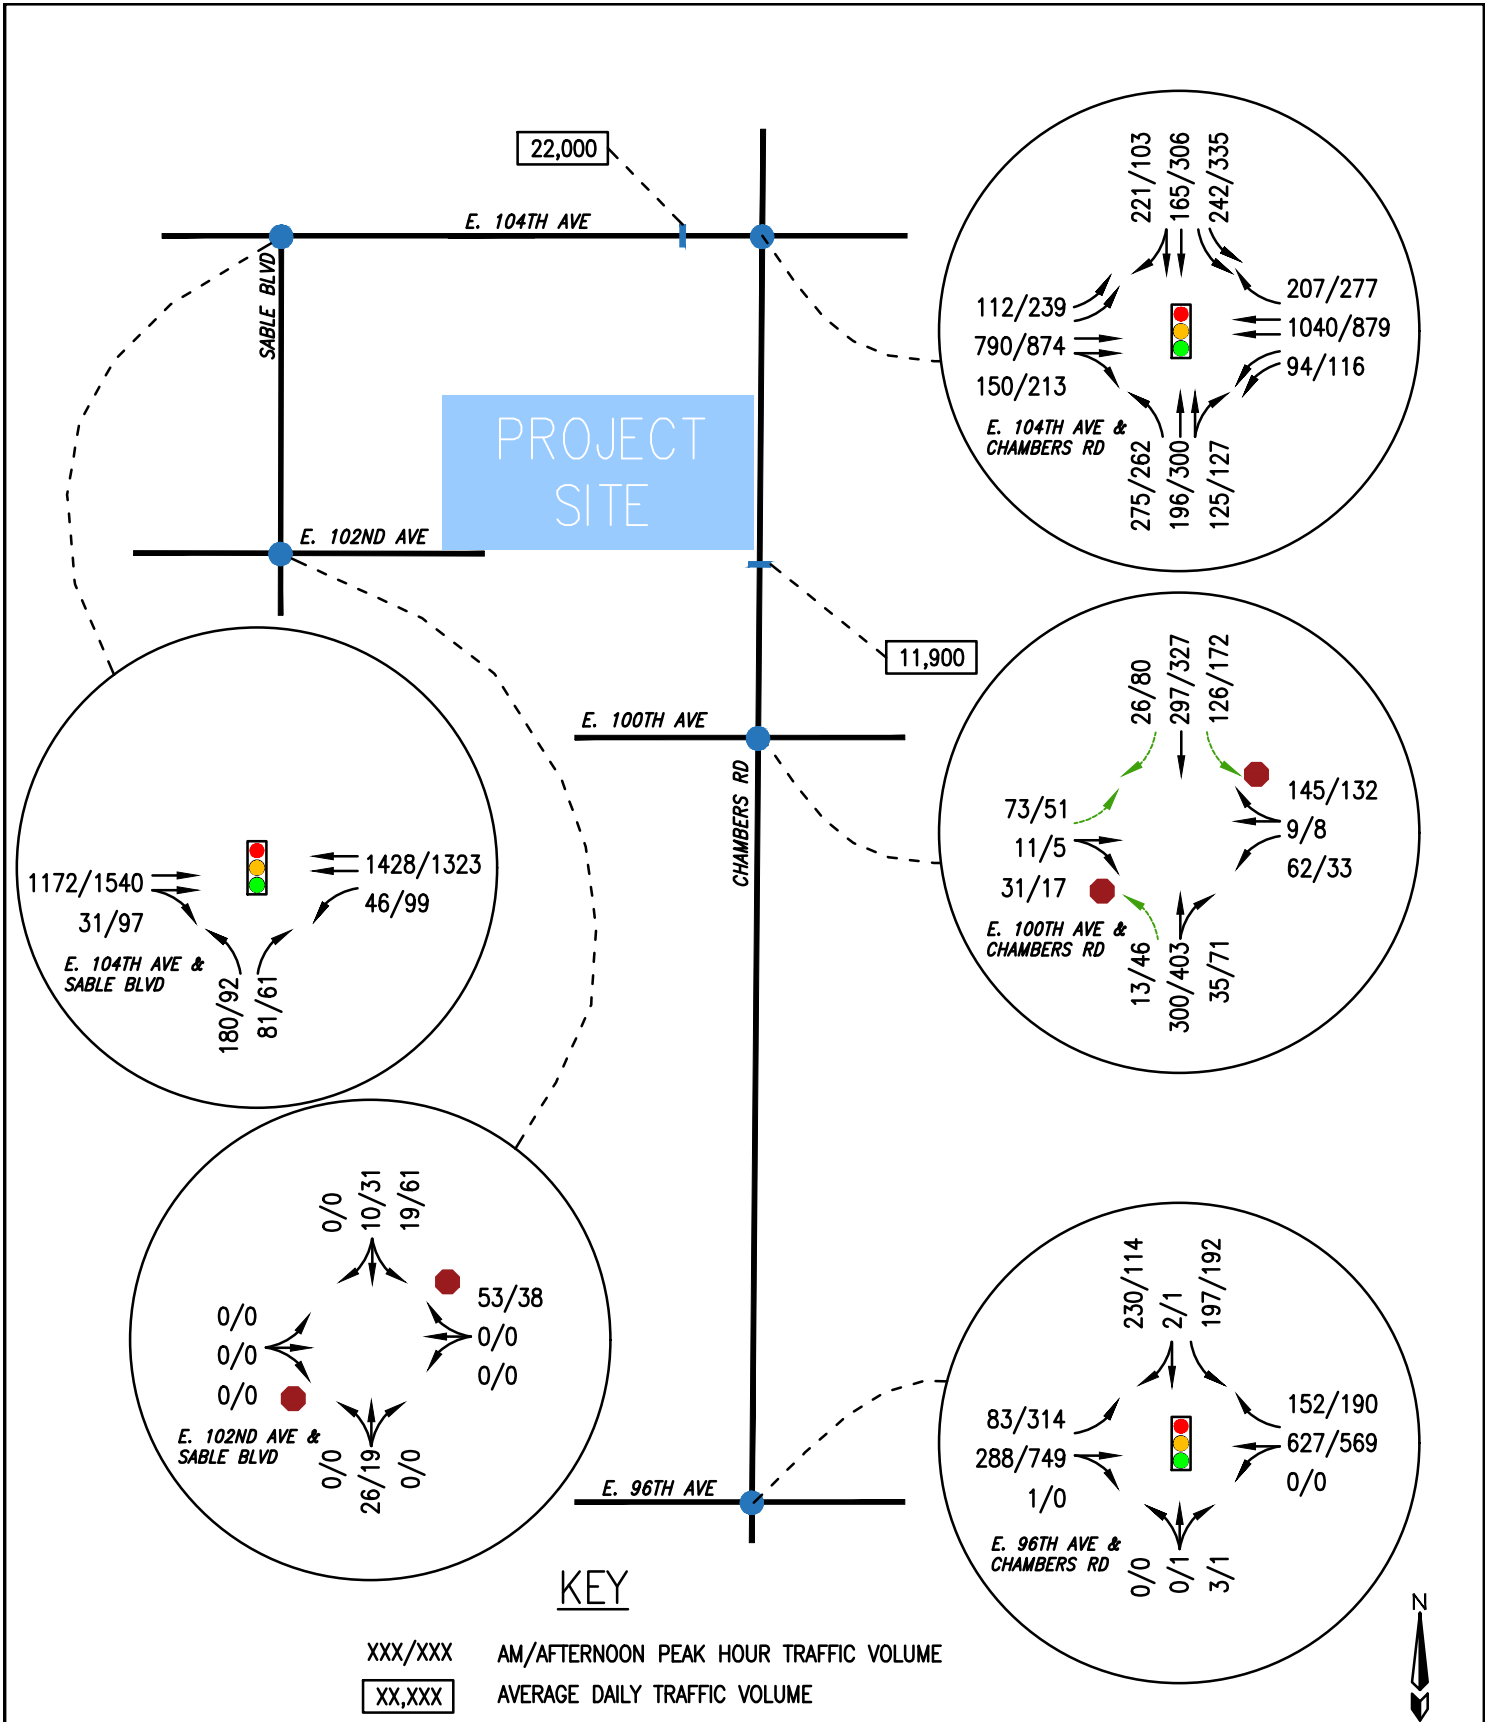 22,000
E. 104TH AVE
SABLE BLVD
PROJECT
SITE
E. 102ND AVE
11,900
E. 100TH AVE
CHAMBERS RD
E. 96TH AVE
221/103
165/306
242/335
112/239
790/874
150/213
207/277
1040/879
94/116
E. 104TH AVE &
CHAMBERS RD
275/262
196/300
125/127
26/80
297/327
126/172
73/51
11/5
31/17
145/132
9/8
62/33
E. 100TH AVE &
CHAMBERS RD
13/46
300/403
35/71
1172/1540
31/97
1428/1323
46/99
E. 104TH AVE &
SABLE BLVD
180/92
81/61
0/0
10/31
19/61
0/0
0/0
0/0
53/38
0/0
0/0
E. 102ND AVE &
SABLE BLVD
0/0
26/19
0/0
230/114
2/1
197/192
83/314
288/749
1/0
152/190
627/569
0/0
E. 96TH AVE &
CHAMBERS RD
0/0
0/1
3/1
KEY
XXX/XXX AM/AFTERNOON PEAK HOUR TRAFFIC VOLUME
XX,XXX AVERAGE DAILY TRAFFIC VOLUME
N